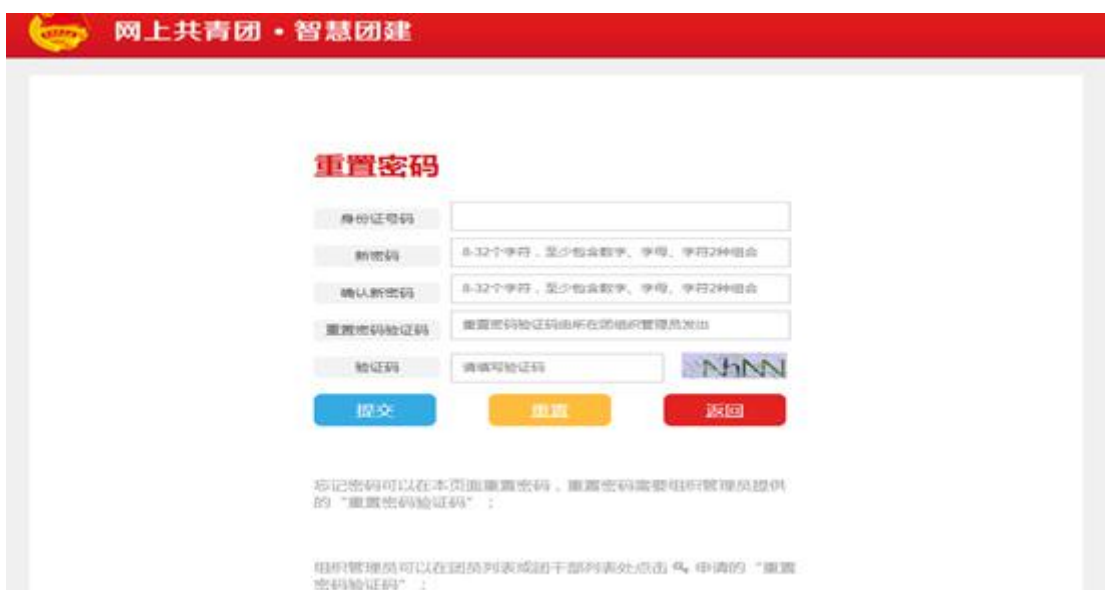 网上共青团·智慧团建
重置密码
身份证号码
新密码 8-32个字符，至少包含数字、字母、字符2种组合
确认新密码 8-32个字符，至少包含数字、字母、字符2种组合
重置密码验证码 重置密码验证码由所在团组织管理员发出
验证码 请填写验证码 NhNN
提交 重置 返回
忘记密码可以在本页面重置密码，重置密码需要组织管理员提供
的“重置密码验证码”；
组织管理员可以在团员列表或团干部列表处点击 申请的“重置
密码验证码”；